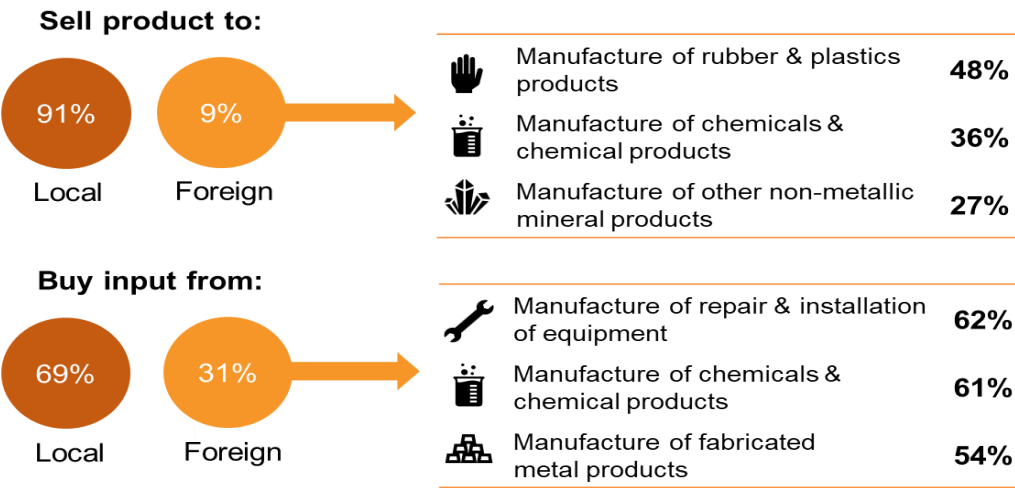 Sell product to:
91%
9%
Local
Foreign
Manufacture of rubber & plastics
products
48%
Manufacture of chemicals &
chemical products
36%
Manufacture of other non-metallic
mineral products
27%
Buy input from:
69%
31%
Local
Foreign
Manufacture of repair & installation
of equipment
62%
Manufacture of chemicals &
chemical products
61%
Manufacture of fabricated
metal products
54%